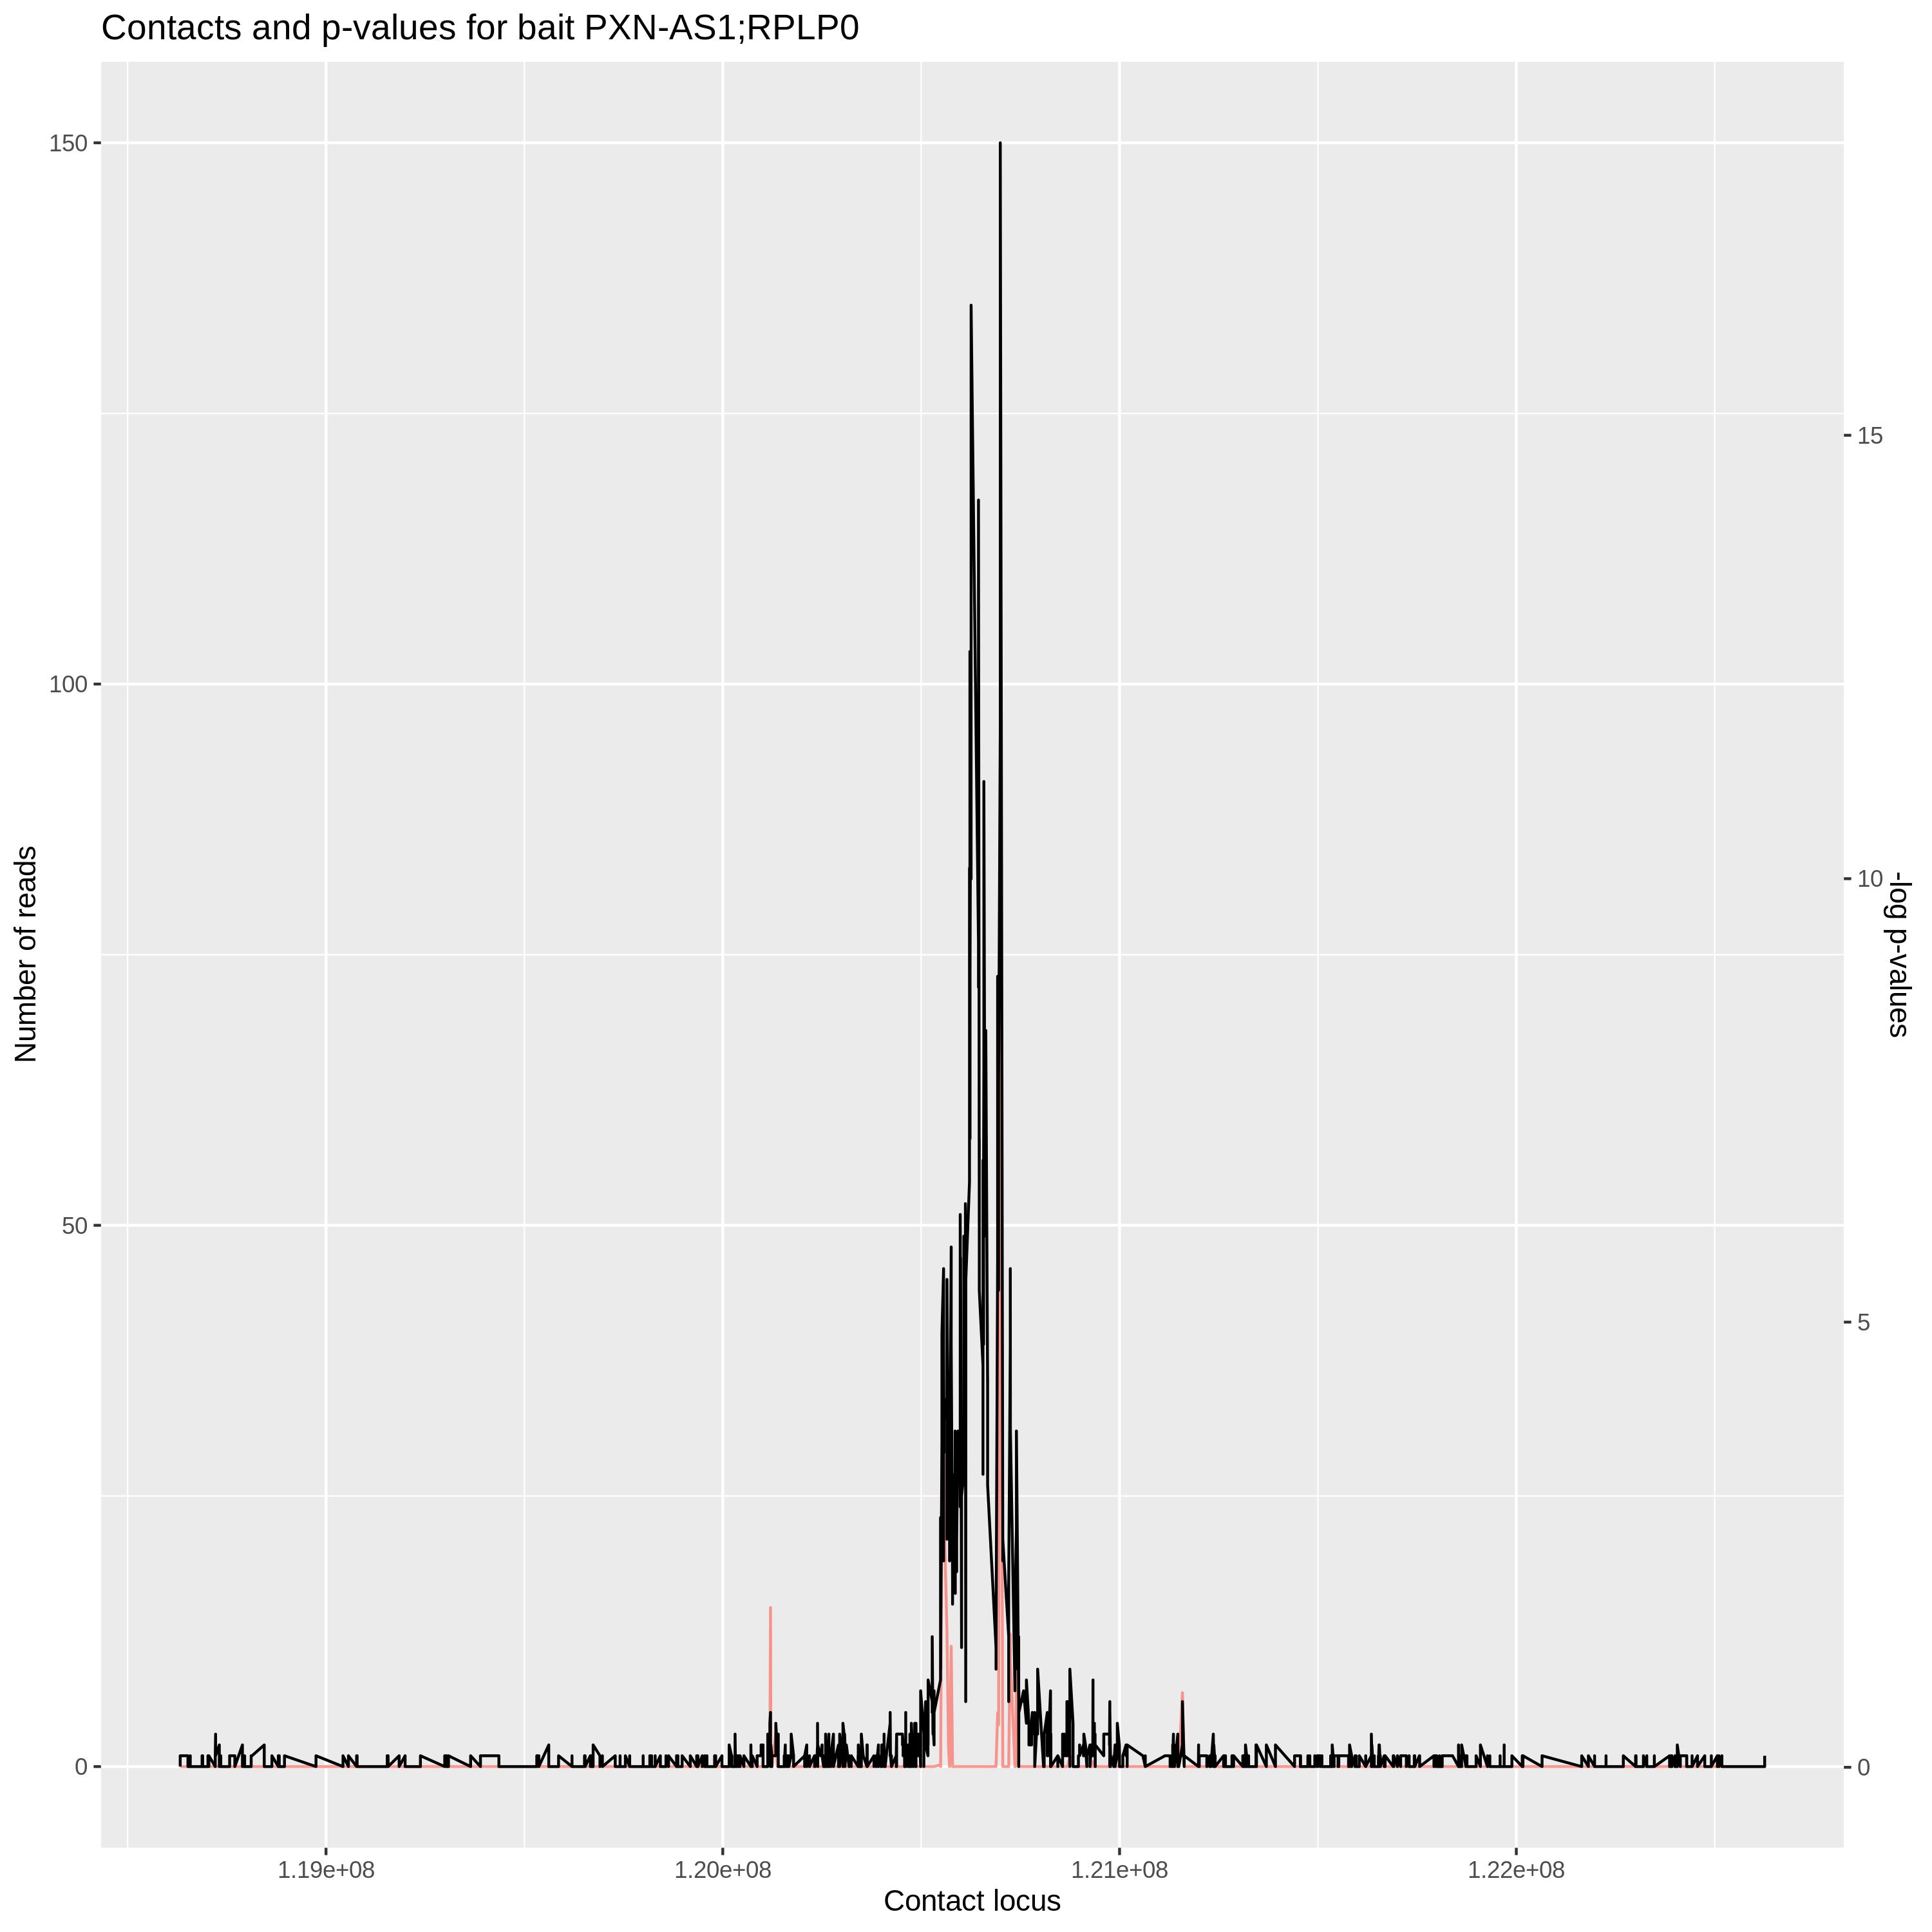 Contacts and p-values for bait PXN-AS1;RPLP0
150
100
50
0
Number of reads
15
10
5
0
-log p-values
1.19e+08
1.20e+08
1.21e+08
1.22e+08
Contact locus